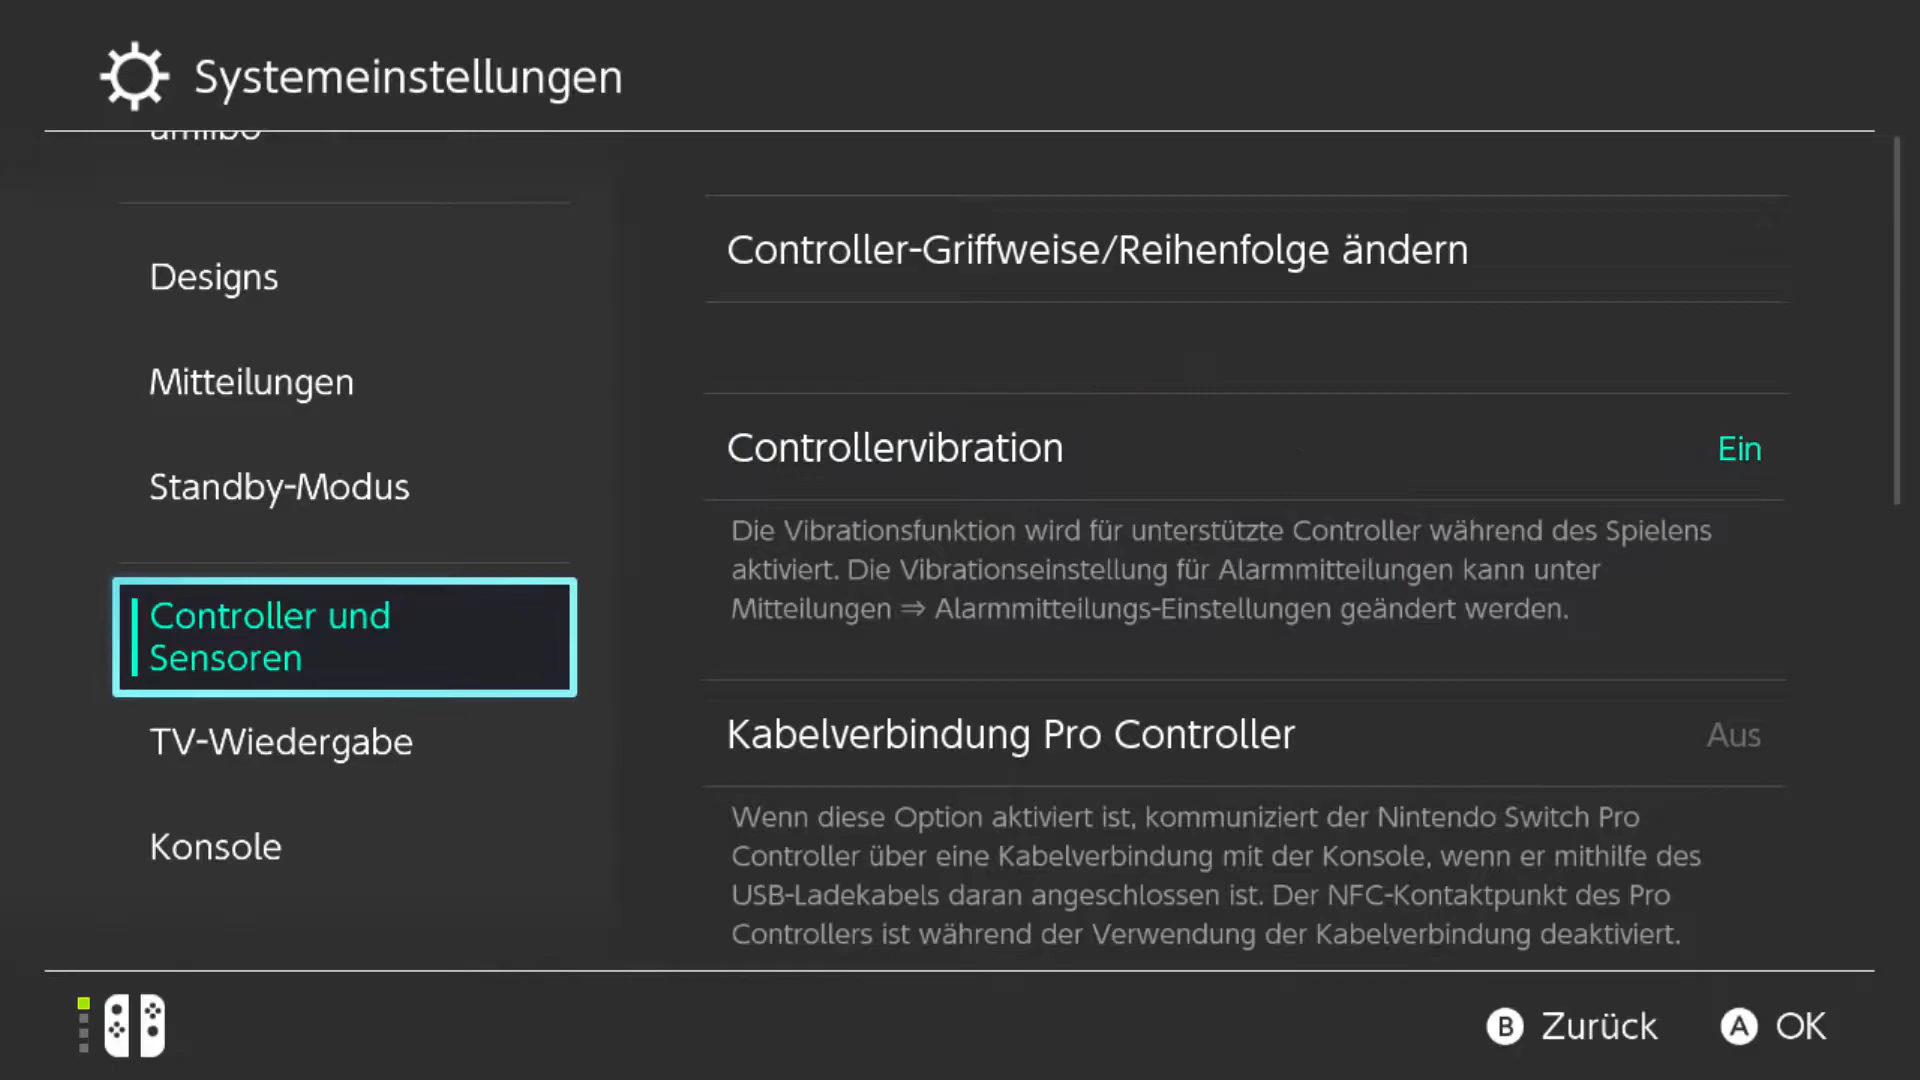 Systemeinstellungen
amiibo
Designs
Mitteilungen
Standby-Modus
Controller und
Sensoren
TV-Wiedergabe
Konsole
Controller-Griffweise/Reihenfolge ändern
Controllervibration Ein
Die Vibrationsfunktion wird für unterstützte Controller während des Spielens
aktiviert. Die Vibrationseinstellung für Alarmmitteilungen kann unter
Mitteilungen ⇒ Alarmmitteilungs-Einstellungen geändert werden.
Kabelverbindung Pro Controller Aus
Wenn diese Option aktiviert ist, kommuniziert der Nintendo Switch Pro
Controller über eine Kabelverbindung mit der Konsole, wenn er mithilfe des
USB-Ladekabels daran angeschlossen ist. Der NFC-Kontaktpunkt des Pro
Controllers ist während der Verwendung der Kabelverbindung deaktiviert.
B Zurück A OK